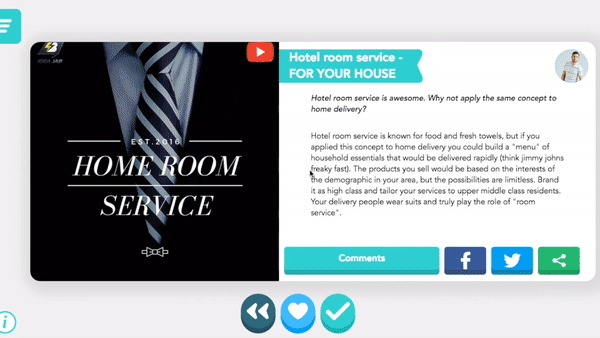 IDEA JAR
EST.2016
HOME ROOM
SERVICE
Hotel room service -
FOR YOUR HOUSE
Hotel room service is awesome. Why not apply the same concept to
home delivery?
Hotel room service is known for food and fresh towels, but if you
applied this concept to home delivery you could build a "menu" of
household essentials that would be delivered rapidly (think jimmy johns
freaky fast). The products you sell would be based on the interests of
the demographic in your area, but the possibilities are limitless. Brand
it as high class and tailor your services to upper middle class residents.
Your delivery people wear suits and truly play the role of "room
service".
Comments